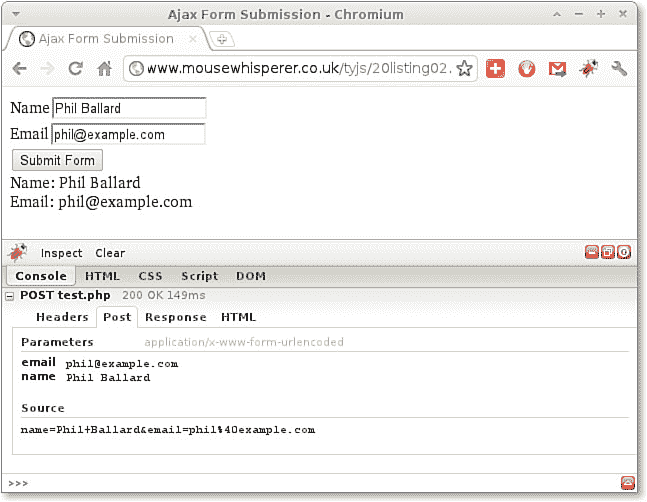 Ajax Form Submission - Chromium
Ajax Form Submission
www.mousewhisperer.co.uk/tyjs/20listing02.
Name Phil Ballard
Email phil@example.com
Submit Form
Name: Phil Ballard
Email: phil@example.com
Inspect Clear
Console HTML CSS Script DOM
POST test.php 200 OK 149ms
Headers Post Response HTML
Parameters application/x-www-form-urlencoded
email phil@example.com
name Phil Ballard
Source
name=Phil+Ballard&email=phil%40example.com
>>>